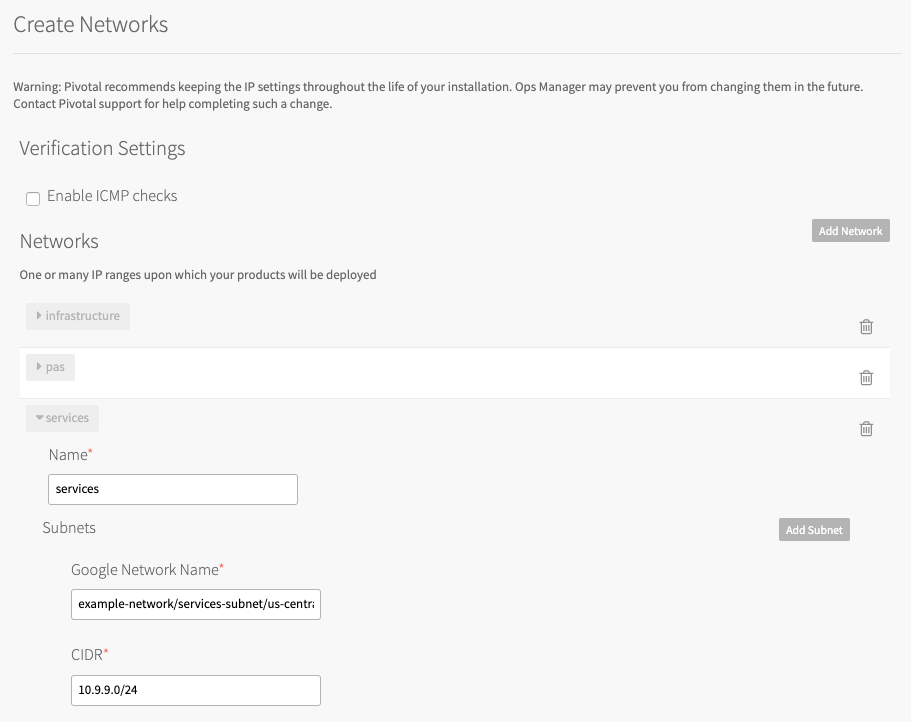 Create Networks
Warning: Pivotal recommends keeping the IP settings throughout the life of your installation. Ops Manager may prevent you from changing them in the future.
Contact Pivotal support for help completing such a change.
Verification Settings
Enable ICMP checks
Add Network
Networks
One or many IP ranges upon which your products will be deployed
infrastructure
pas
services
Name*
services
Subnets
Add Subnet
Google Network Name*
example-network/services-subnet/us-centra
CIDR*
10.9.9.0/24